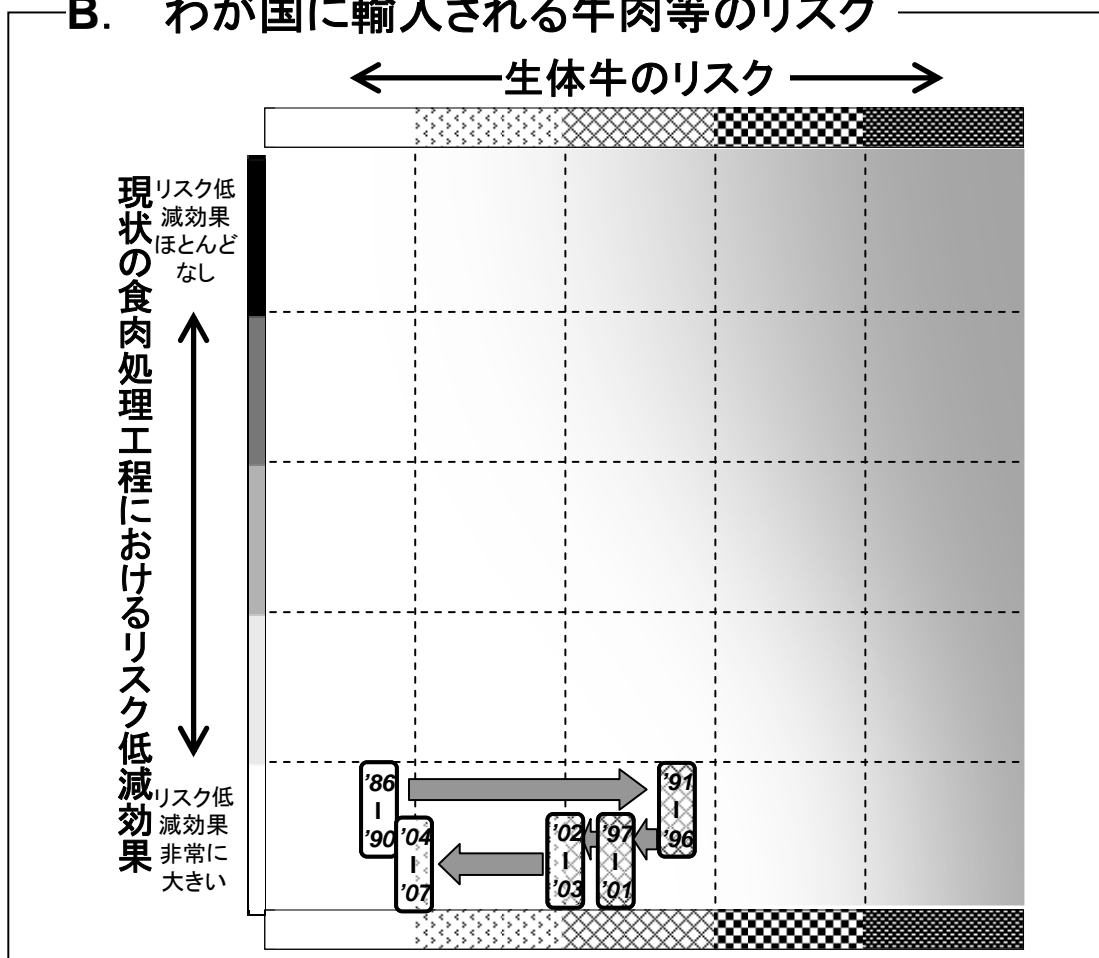 B. わが国に輸入される牛肉等のリスク
生体牛のリスク
現状の食肉処理工程におけるリスク低減効果
リスク低
減効果
ほとんど
なし
リスク低
減効果
非常に
大きい
'86
'90
'04
'07
'02
'03
'97
'01
'91
'96